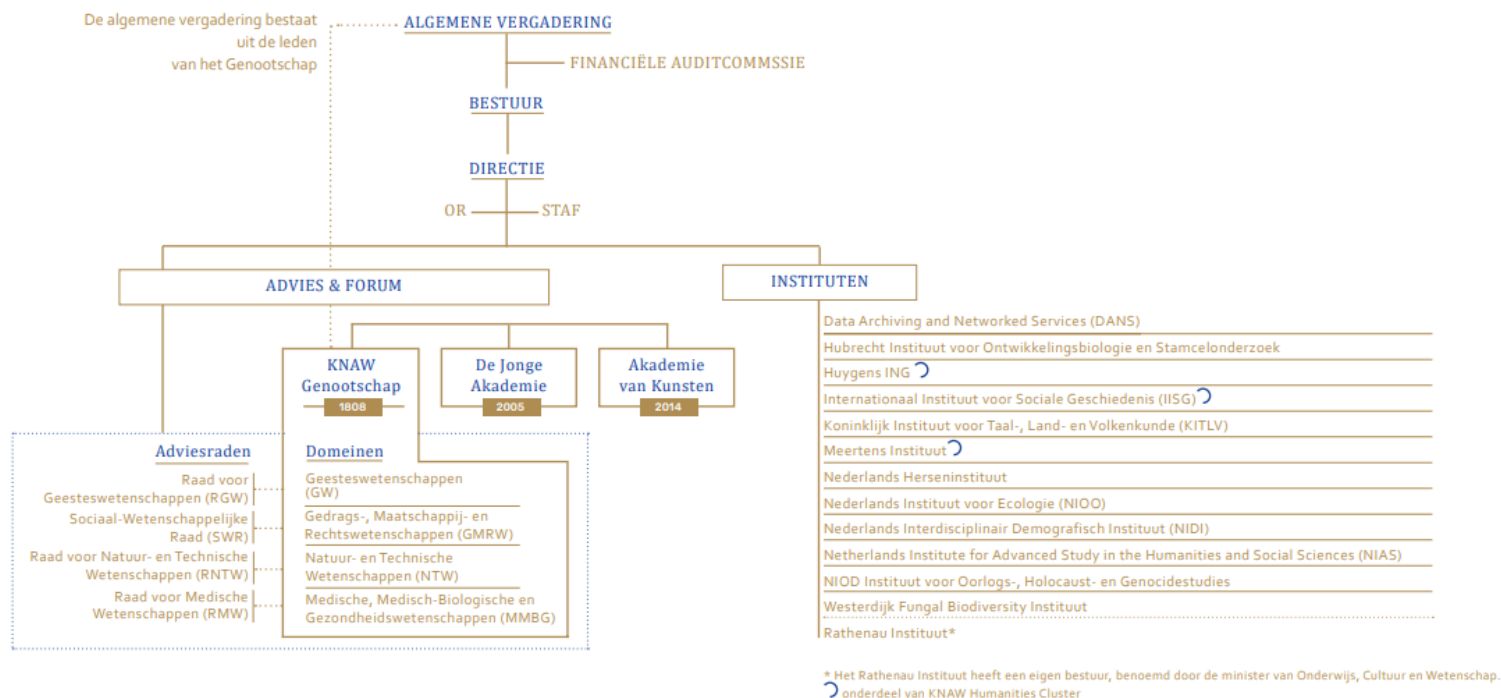 De algemene vergadering bestaat
uit de leden
van het Genootschap
ALGEMENE VERGADERING
FINANCIËLE AUDITCOMMSSIE
BESTUUR
DIRECTIE
OR
STAF
ADVIES & FORUM
INSTITUTEN
KNAW
Genootschap
1808
De Jonge
Akademie
2005
Akademie
van Kunsten
2014
Adviesraden
Raad voor
Geesteswetenschappen (RGW)
Sociaal-Wetenschappelijke
Raad (SWR)
Raad voor Natuur- en Technische
Wetenschappen (RNTW)
Raad voor Medische
Wetenschappen (RMW)
Domeinen
Geesteswetenschappen
(GW)
Gedrags-, Maatschappij- en
Rechtswetenschappen (GMRW)
Natuur- en Technische
Wetenschappen (NTW)
Medische, Medisch-Biologische en
Gezondheidswetenschappen (MMBG)
Data Archiving and Networked Services (DANS)
Hubrecht Instituut voor Ontwikkelingsbiologie en Stamcelonderzoek
Huygens ING
Internationaal Instituut voor Sociale Geschiedenis (IISG)
Koninklijk Instituut voor Taal-, Land- en Volkenkunde (KITLV)
Meertens Instituut
Nederlands Herseninstituut
Nederlands Instituut voor Ecologie (NIOO)
Nederlands Interdisciplinair Demografisch Instituut (NIDI)
Netherlands Institute for Advanced Study in the Humanities and Social Sciences (NIAS)
NIOD Instituut voor Oorlogs-, Holocaust- en Genocidestudies
Westerdijk Fungal Biodiversity Instituut
Rathenau Instituut*
* Het Rathenau Instituut heeft een eigen bestuur, benoemd door de minister van Onderwijs, Cultuur en Wetenschap.
onderdeel van KNAW Humanities Cluster